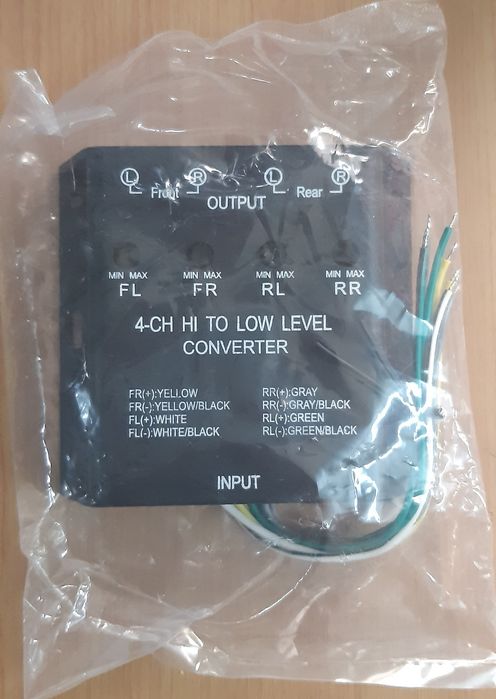 L Front R L Rear R
OUTPUT
MIN MAX MIN MAX MIN MAX MIN MAX
FL FR RL RR
4-CH HI TO LOW LEVEL
CONVERTER
FR(+):YELLOW RR(+):GRAY
FR(-):YELLOW/BLACK RR(-):GRAY/BLACK
FL(+):WHITE RL(+):GREEN
FL(-):WHITE/BLACK RL(-):GREEN/BLACK
INPUT